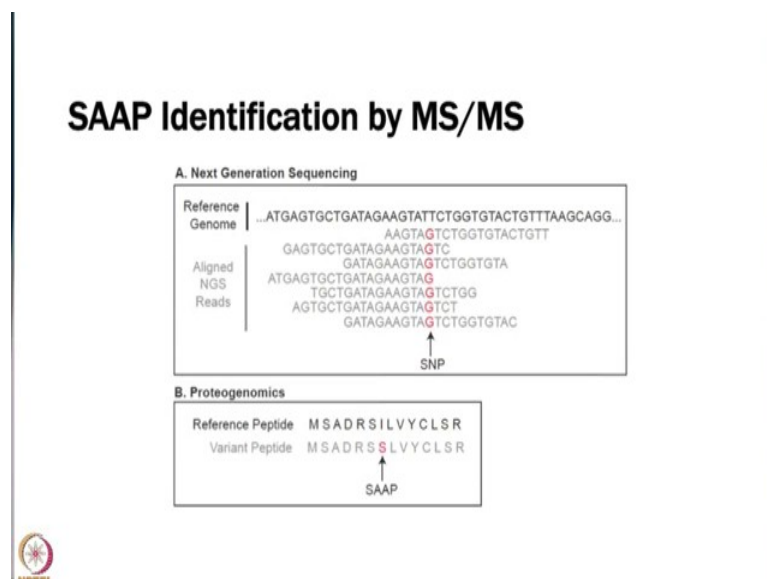 SAAP Identification by MS/MS
A. Next Generation Sequencing
Reference Genome
...ATGAGTGCTGATAGAAGTATTCTGGTGTACTGTTTAAGCAGG...
AAGTAGTCTGGTGTACTGTT
GAGTGCTGATAGAAGTAGTC
GATAGAAGTAGTCTGGTGTA
Aligned NGS Reads
ATGAGTGCTGATAGAAGTAG
TGCTGATAGAAGTAGTCTGG
AGTGCTGATAGAAGTAGTCT
GATAGAAGTAGTCTGGTGTAC
SNP
B. Proteogenomics
Reference Peptide M S A D R S I L V Y C L S R
Variant Peptide M S A D R S S L V Y C L S R
SAAP